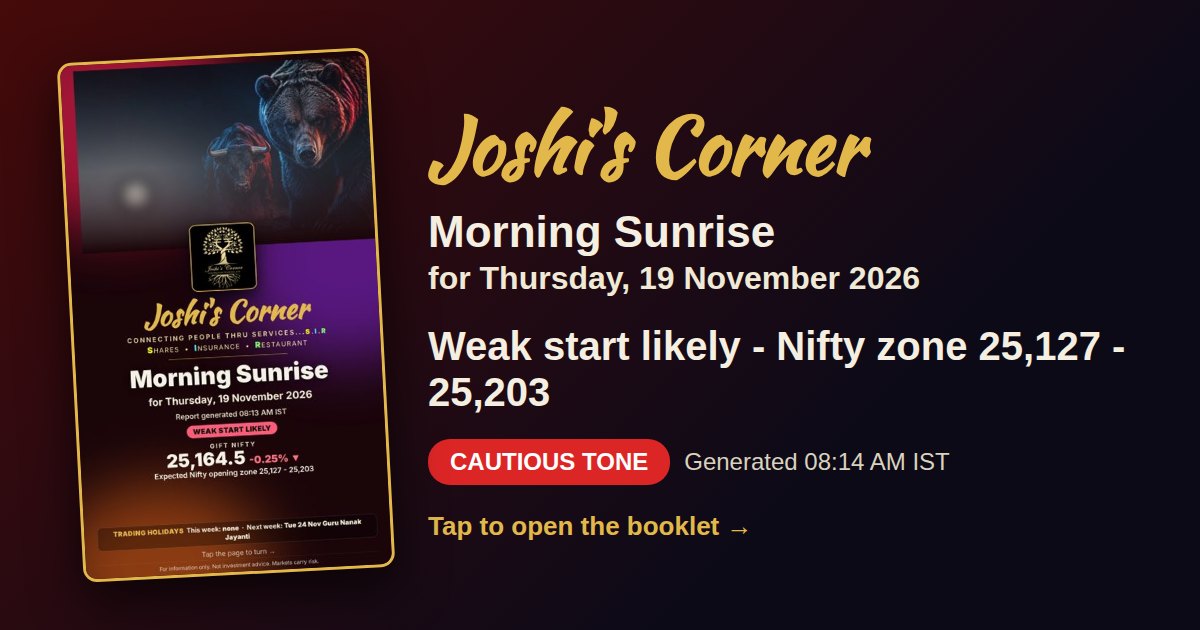 Joshi's Corner
CONNECTING PEOPLE THRU SERVICES...S.I.R
SHARES • INSURANCE • RESTAURANT
Morning Sunrise
for Thursday, 19 November 2026
Report generated 08:13 AM IST
WEAK START LIKELY
GIFT NIFTY
25,164.5 -0.25% ▼
Expected Nifty opening zone 25,127 - 25,203
TRADING HOLIDAYS This week: none · Next week: Tue 24 Nov Guru Nanak
Jayanti
Tap the page to turn →
For information only. Not investment advice. Markets carry risk.
Joshi's Corner
Joshi's Corner
Morning Sunrise
for Thursday, 19 November 2026
Weak start likely - Nifty zone 25,127 -
25,203
CAUTIOUS TONE Generated 08:14 AM IST
Tap to open the booklet →